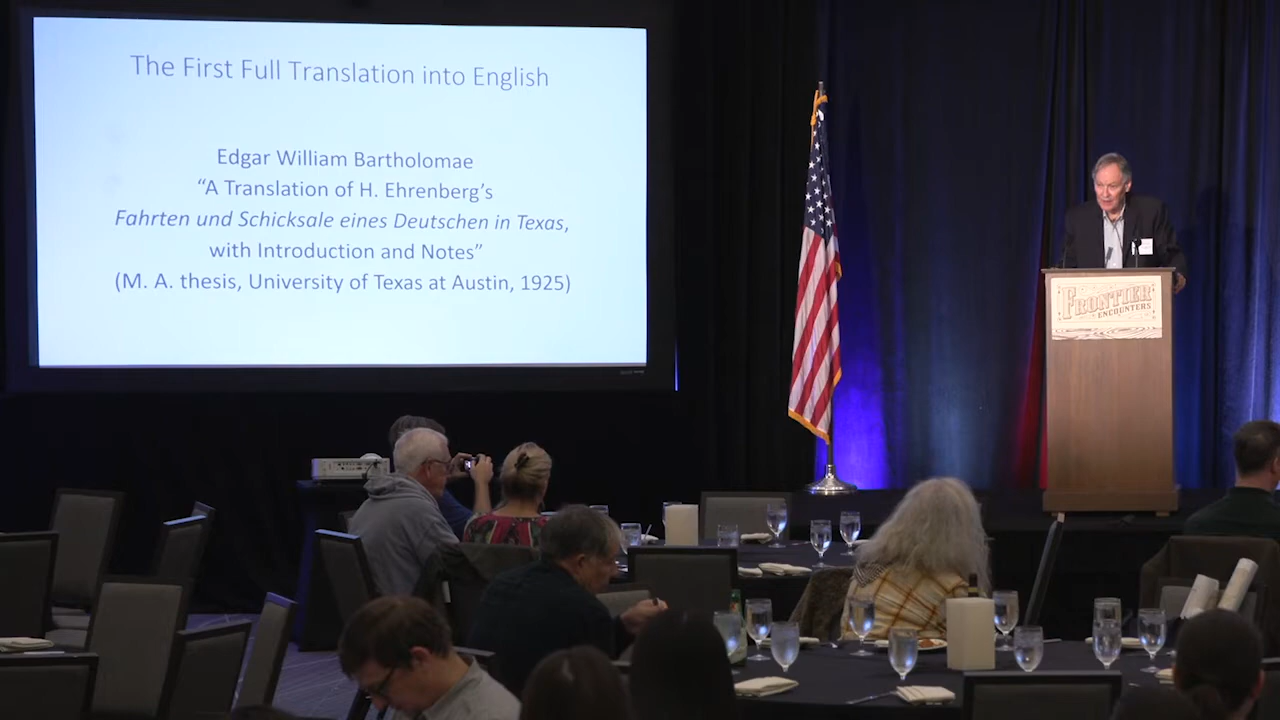 The First Full Translation into English
Edgar William Bartholomae
“A Translation of H. Ehrenberg’s
Fahrten und Schicksale eines Deutschen in Texas,
with Introduction and Notes”
(M. A. thesis, University of Texas at Austin, 1925)
FRONTIER
ENCOUNTERS